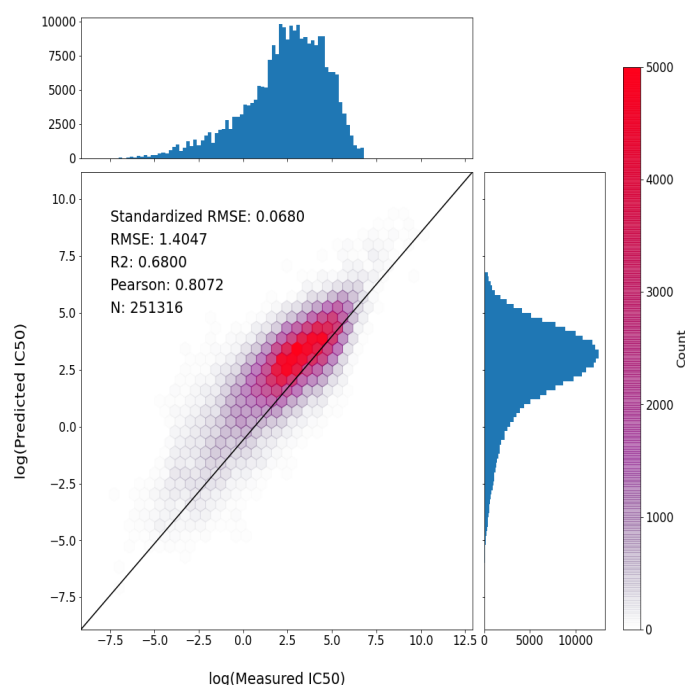 10000
7500
5000
2500
0
5000
4000
3000
2000
1000
0
Count
10.0
7.5
5.0
2.5
0.0
−2.5
−5.0
−7.5
log(Predicted IC50)
Standardized RMSE: 0.0680
RMSE: 1.4047
R2: 0.6800
Pearson: 0.8072
N: 251316
−7.5 −5.0 −2.5 0.0 2.5 5.0 7.5 10.0 12.5
0 5000 10000
log(Measured IC50)